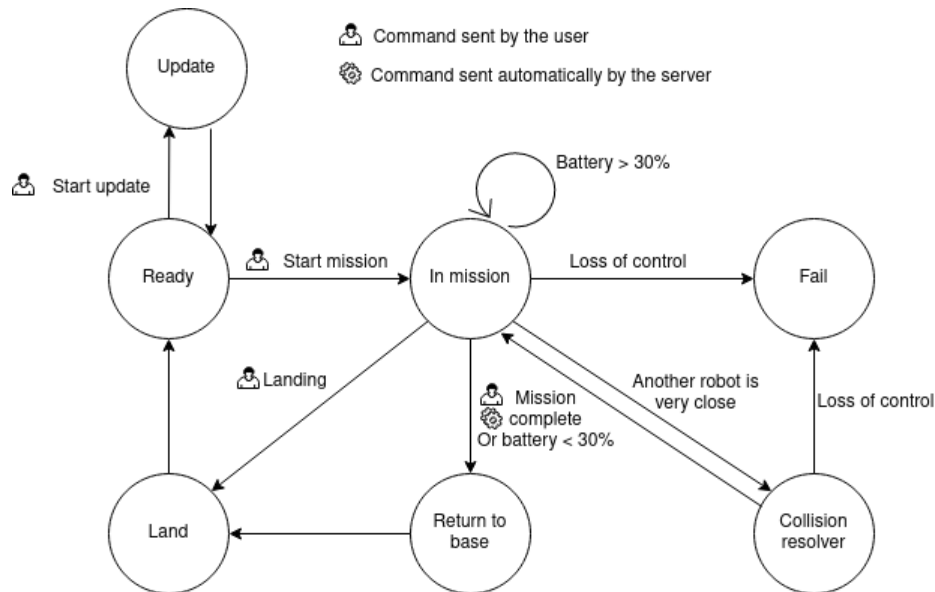 Update
Command sent by the user
Command sent automatically by the server
Start update
Battery > 30%
Ready
Start mission
In mission
Loss of control
Fail
Landing
Mission
complete
Or battery < 30%
Another robot is
very close
Loss of control
Land
Return to
base
Collision
resolver